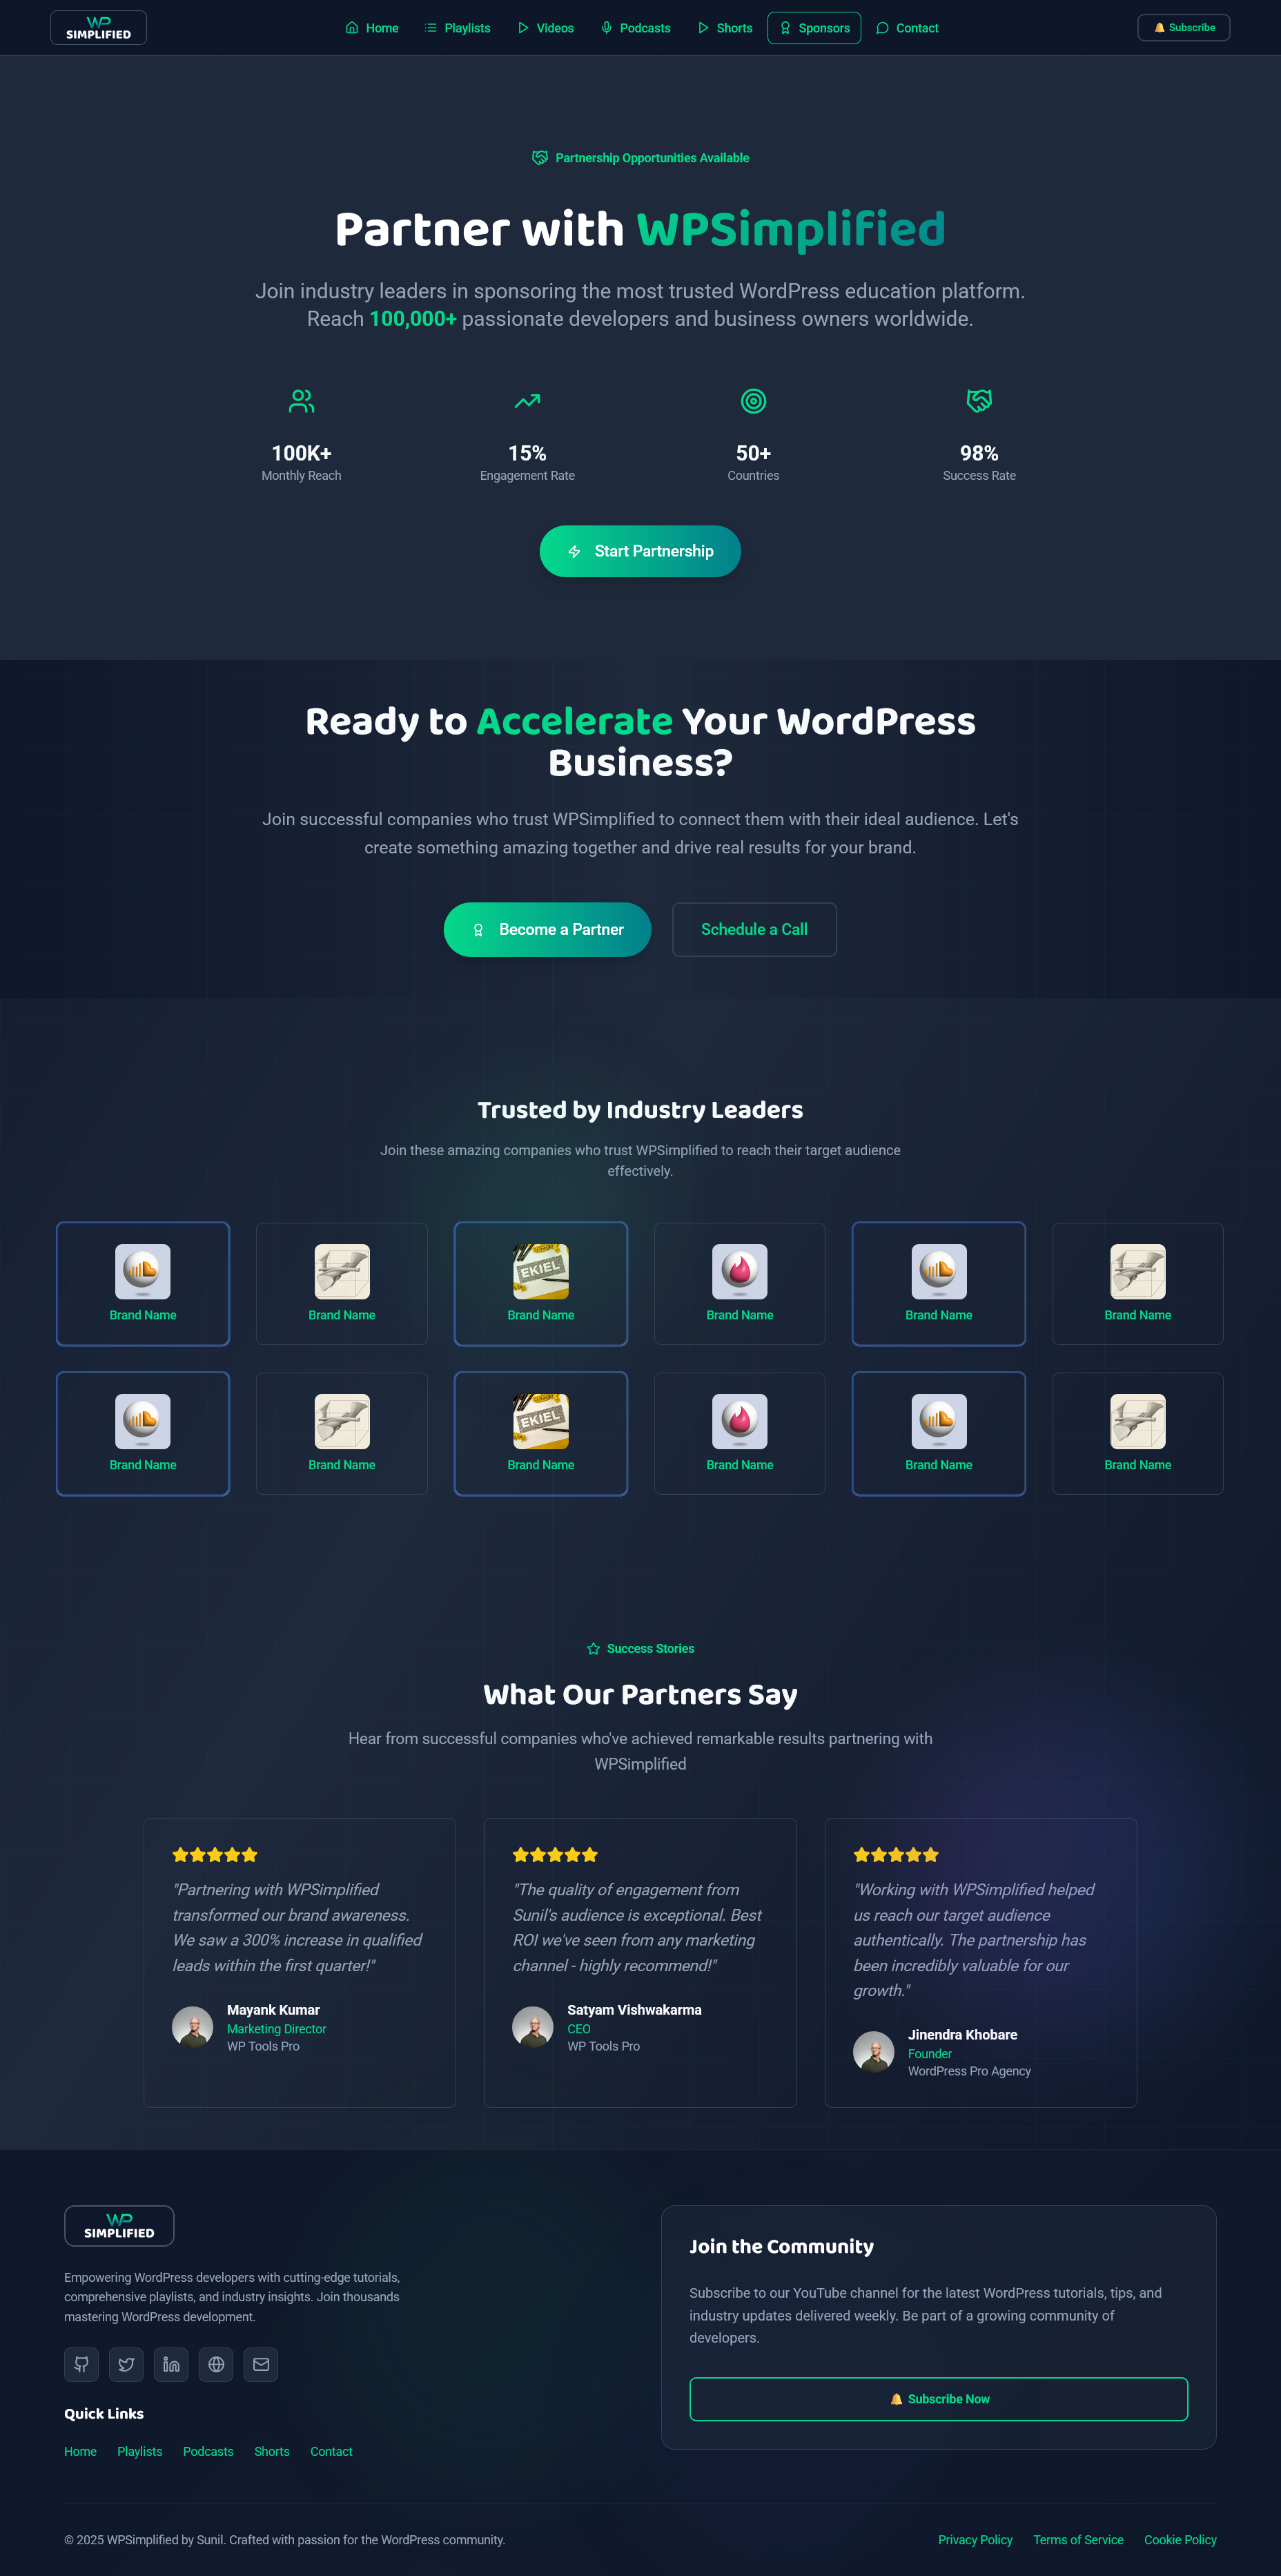 WP
SIMPLIFIED
Home
Playlists
Videos
Podcasts
Shorts
Sponsors
Contact
🔔 Subscribe
Partnership Opportunities Available
Partner with WPSimplified
Join industry leaders in sponsoring the most trusted WordPress education platform.
Reach 100,000+ passionate developers and business owners worldwide.
100K+
Monthly Reach
15%
Engagement Rate
50+
Countries
98%
Success Rate
Start Partnership
Ready to Accelerate Your WordPress
Business?
Join successful companies who trust WPSimplified to connect them with their ideal audience. Let's
create something amazing together and drive real results for your brand.
Become a Partner
Schedule a Call
Trusted by Industry Leaders
Join these amazing companies who trust WPSimplified to reach their target audience
effectively.
Brand Name
Brand Name
EKIEL
Brand Name
Brand Name
Brand Name
Brand Name
Brand Name
Brand Name
EKIEL
Brand Name
Brand Name
Brand Name
Brand Name
Success Stories
What Our Partners Say
Hear from successful companies who've achieved remarkable results partnering with
WPSimplified
"Partnering with WPSimplified
transformed our brand awareness.
We saw a 300% increase in qualified
leads within the first quarter!"
Mayank Kumar
Marketing Director
WP Tools Pro
"The quality of engagement from
Sunil's audience is exceptional. Best
ROI we've seen from any marketing
channel - highly recommend!"
Satyam Vishwakarma
CEO
WP Tools Pro
"Working with WPSimplified helped
us reach our target audience
authentically. The partnership has
been incredibly valuable for our
growth."
Jinendra Khobare
Founder
WordPress Pro Agency
WP
SIMPLIFIED
Empowering WordPress developers with cutting-edge tutorials,
comprehensive playlists, and industry insights. Join thousands
mastering WordPress development.
Quick Links
Home
Playlists
Podcasts
Shorts
Contact
Join the Community
Subscribe to our YouTube channel for the latest WordPress tutorials, tips, and
industry updates delivered weekly. Be part of a growing community of
developers.
🔔 Subscribe Now
© 2025 WPSimplified by Sunil. Crafted with passion for the WordPress community.
Privacy Policy
Terms of Service
Cookie Policy